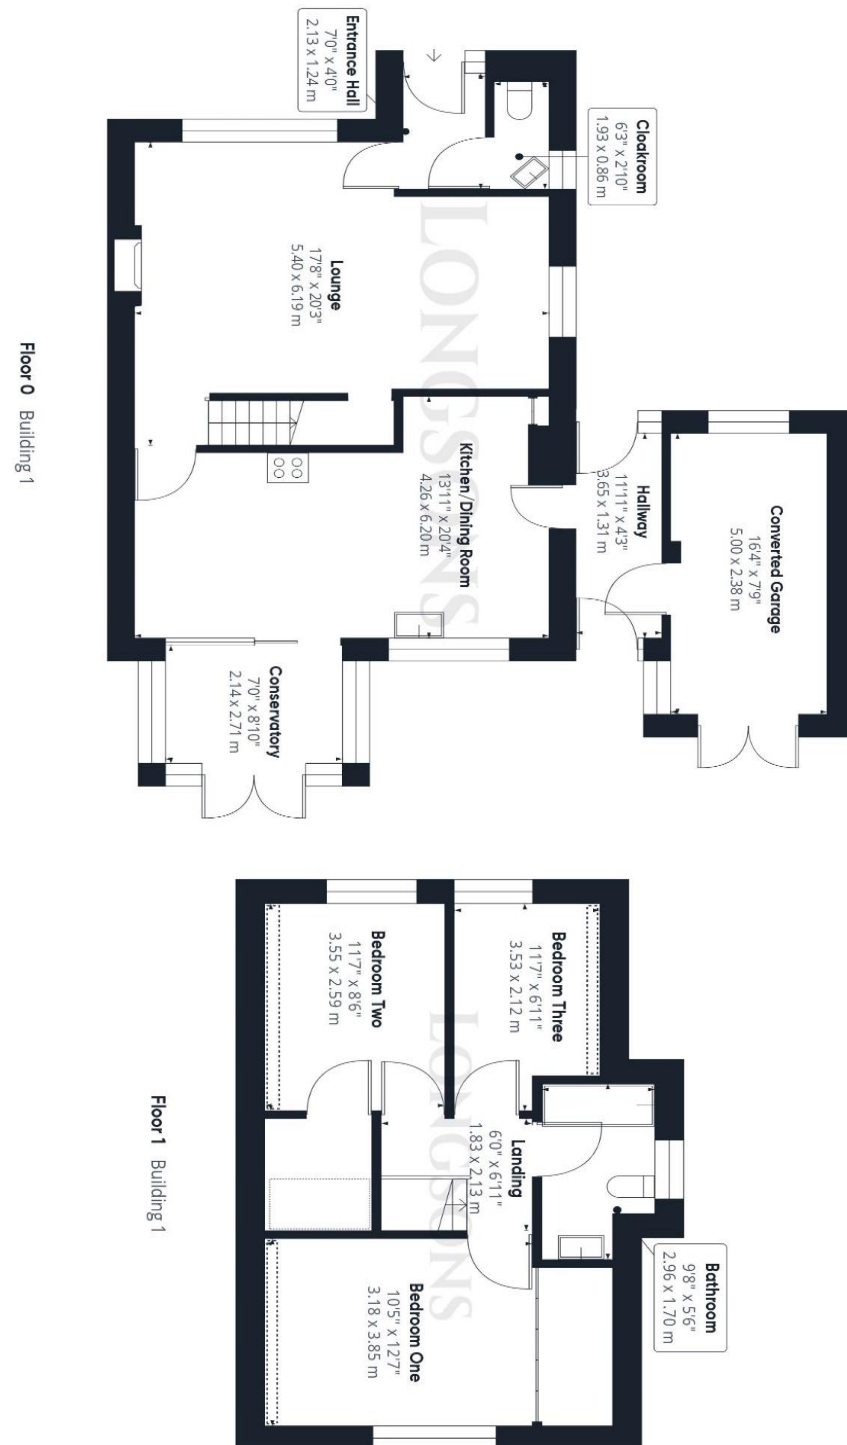 Cloakroom
6'3" x 2'10"
1.93 x 0.86 m
Entrance Hall
7'0" x 4'0"
2.13 x 1.24 m
Converted Garage
16'4" x 7'9"
5.00 x 2.38 m
Hallway
11'11" x 4'3"
3.65 x 1.31 m
Lounge
17'8" x 20'3"
5.40 x 6.19 m
Kitchen/Dining Room
13'11" x 20'4"
4.26 x 6.20 m
Conservatory
7'0" x 8'10"
2.14 x 2.71 m
LONGSONS
Floor 0 Building 1
Bedroom Three
11'7" x 6'11"
3.53 x 2.12 m
Bedroom Two
11'7" x 8'6"
3.55 x 2.59 m
Landing
6'0" x 6'11"
1.83 x 2.13 m
Bathroom
9'8" x 5'6"
2.96 x 1.70 m
Bedroom One
10'5" x 12'7"
3.18 x 3.85 m
LONGSONS
Floor 1 Building 1